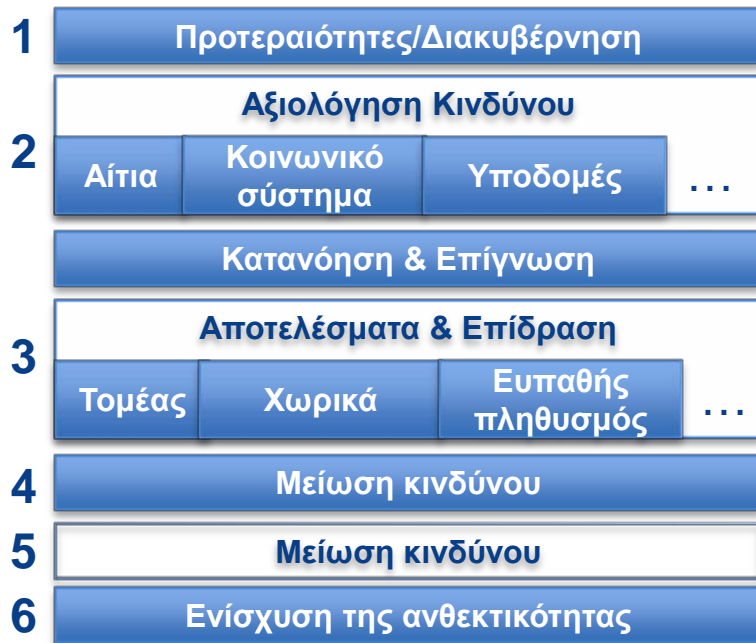 1
Προτεραιότητες/Διακυβέρνηση
Αξιολόγηση Κινδύνου
2
Αίτια
Κοινωνικό
σύστημα
Υποδομές
...
Κατανόηση & Επίγνωση
Αποτελέσματα & Επίδραση
3
Τομέας
Χωρικά
Ευπαθής
πληθυσμός
...
4
Μείωση κινδύνου
5
Μείωση κινδύνου
6
Ενίσχυση της ανθεκτικότητας